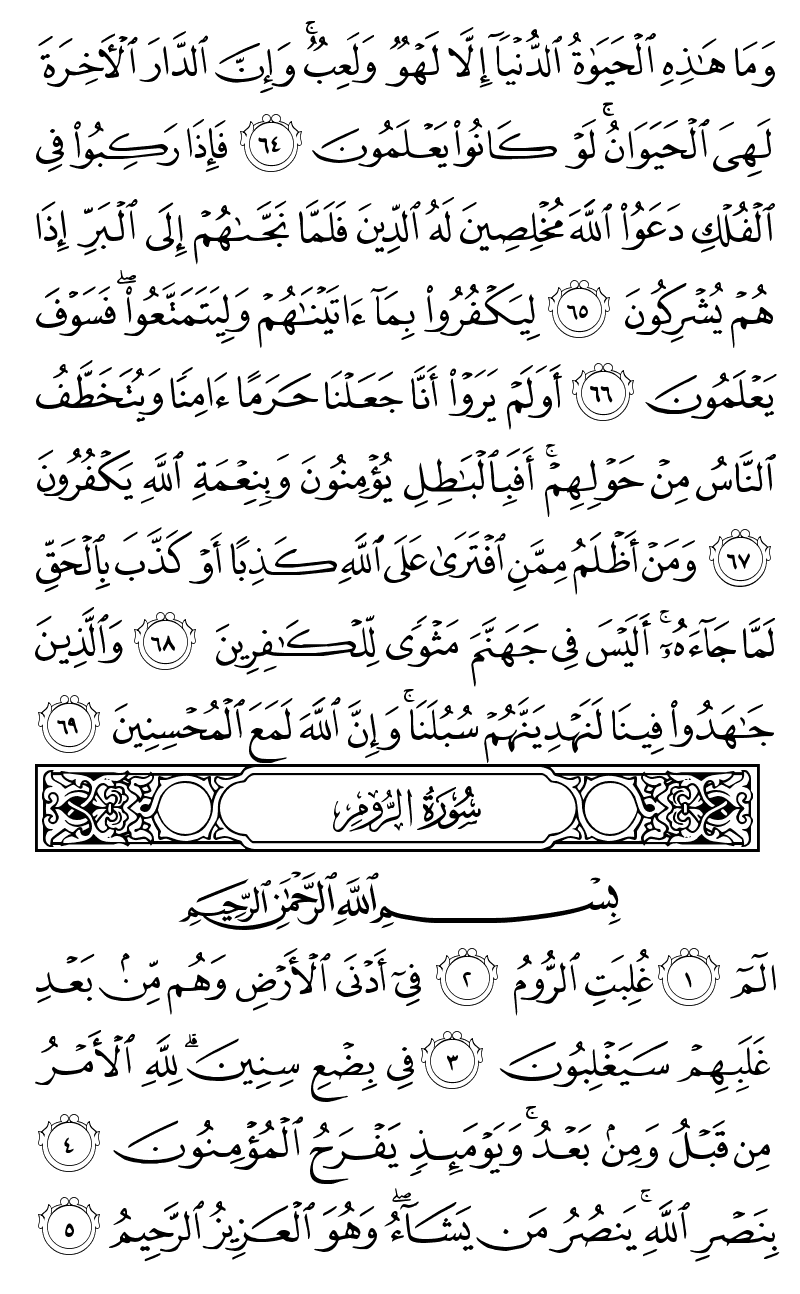 وَمَا هَٰذِهِ ٱلْحَيَوٰةُ ٱلدُّنْيَآ إِلَّا لَهْوٌ وَلَعِبٌ ۚ وَإِنَّ ٱلدَّارَ ٱلْءَاخِرَةَ
لَهِىَ ٱلْحَيَوَانُ ۚ لَوْ كَانُوا۟ يَعْلَمُونَ ٦٤ فَإِذَا رَكِبُوا۟ فِى
ٱلْفُلْكِ دَعَوُا۟ ٱللَّهَ مُخْلِصِينَ لَهُ ٱلدِّينَ فَلَمَّا نَجَّىٰهُمْ إِلَى ٱلْبَرِّ إِذَا
هُمْ يُشْرِكُونَ ٦٥ لِيَكْفُرُوا۟ بِمَآ ءَاتَيْنَٰهُمْ وَلِيَتَمَتَّعُوا۟ ۖ فَسَوْفَ
يَعْلَمُونَ ٦٦ أَوَلَمْ يَرَوْا۟ أَنَّا جَعَلْنَا حَرَمًا ءَامِنًا وَيُتَخَطَّفُ
ٱلنَّاسُ مِنْ حَوْلِهِمْ ۚ أَفَبِٱلْبَٰطِلِ يُؤْمِنُونَ وَبِنِعْمَةِ ٱللَّهِ يَكْفُرُونَ
٦٧ وَمَنْ أَظْلَمُ مِمَّنِ ٱفْتَرَىٰ عَلَى ٱللَّهِ كَذِبًا أَوْ كَذَّبَ بِٱلْحَقِّ
لَمَّا جَآءَهُۥٓ ۚ أَلَيْسَ فِى جَهَنَّمَ مَثْوًى لِّلْكَٰفِرِينَ ٦٨ وَٱلَّذِينَ
جَٰهَدُوا۟ فِينَا لَنَهْدِيَنَّهُمْ سُبُلَنَا ۚ وَإِنَّ ٱللَّهَ لَمَعَ ٱلْمُحْسِنِينَ ٦٩
سُورَةُ الرُّومِ
بِسْمِ ٱللَّهِ ٱلرَّحْمَٰنِ ٱلرَّحِيمِ
الٓمٓ ١ غُلِبَتِ ٱلرُّومُ ٢ فِىٓ أَدْنَى ٱلْأَرْضِ وَهُم مِّنۢ بَعْدِ
غَلَبِهِمْ سَيَغْلِبُونَ ٣ فِى بِضْعِ سِنِينَ ۗ لِلَّهِ ٱلْأَمْرُ
مِن قَبْلُ وَمِنۢ بَعْدُ ۚ وَيَوْمَئِذٍ يَفْرَحُ ٱلْمُؤْمِنُونَ ٤
بِنَصْرِ ٱللَّهِ ۚ يَنصُرُ مَن يَشَآءُ ۖ وَهُوَ ٱلْعَزِيزُ ٱلرَّحِيمُ ٥